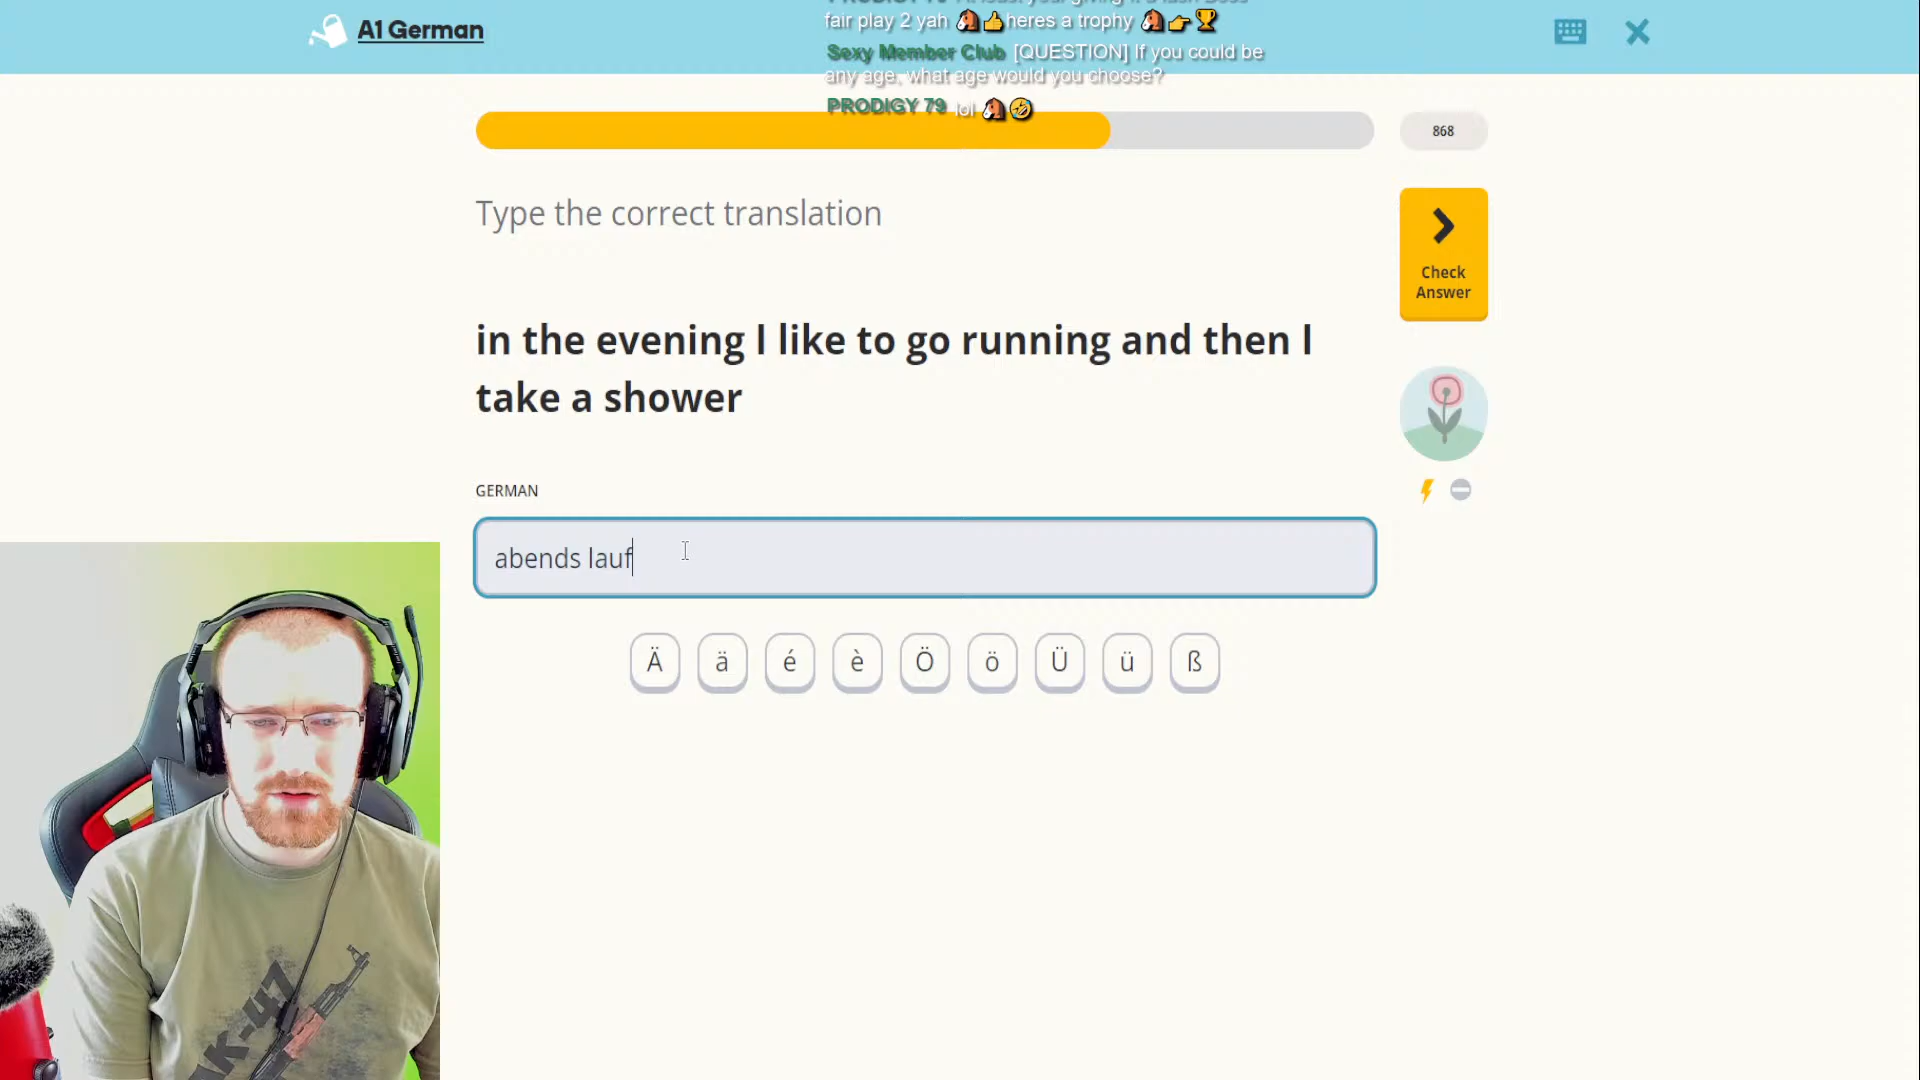 A1 German
fair play 2 yah heres a trophy
Sexy Member Club [QUESTION] If you could be
any age, what age would you choose?
PRODIGY 79 lol
868
Type the correct translation
Check
Answer
in the evening I like to go running and then I
take a shower
GERMAN
abends lauf
Ä ä é è Ö ö Ü ü ß
AK-47